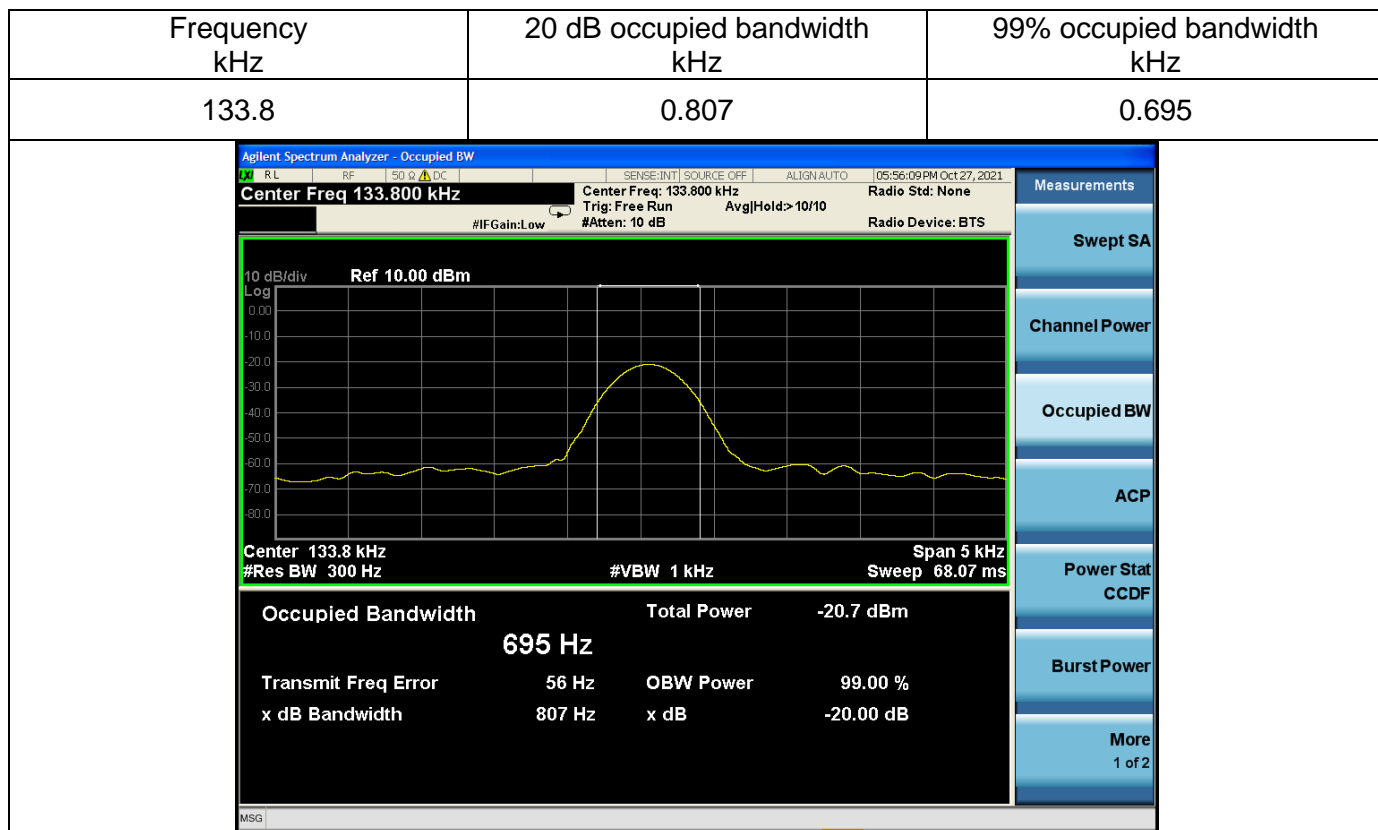 Frequency kHz 20 dB occupied bandwidth kHz 99% occupied bandwidth kHz
133.8 0.807 0.695
Agilent Spectrum Analyzer - Occupied BW
LXI RL RF 50 Ω DC SENSE:INT SOURCE OFF ALIGN AUTO 05:56:09 PM Oct 27, 2021
Center Freq 133.800 kHz
Center Freq: 133.800 kHz
Radio Std: None
Trig: Free Run Avg|Hold:>10/10
#IFGain:Low #Atten: 10 dB Radio Device: BTS
10 dB/div Ref 10.00 dBm
Log
0.00
-10.0
-20.0
-30.0
-40.0
-50.0
-60.0
-70.0
-80.0
Center 133.8 kHz Span 5 kHz
#Res BW 300 Hz #VBW 1 kHz Sweep 68.07 ms
Occupied Bandwidth Total Power -20.7 dBm
695 Hz
Transmit Freq Error 56 Hz OBW Power 99.00 %
x dB Bandwidth 807 Hz x dB -20.00 dB
MSG
Measurements
Swept SA
Channel Power
Occupied BW
ACP
Power Stat
CCDF
Burst Power
More
1 of 2